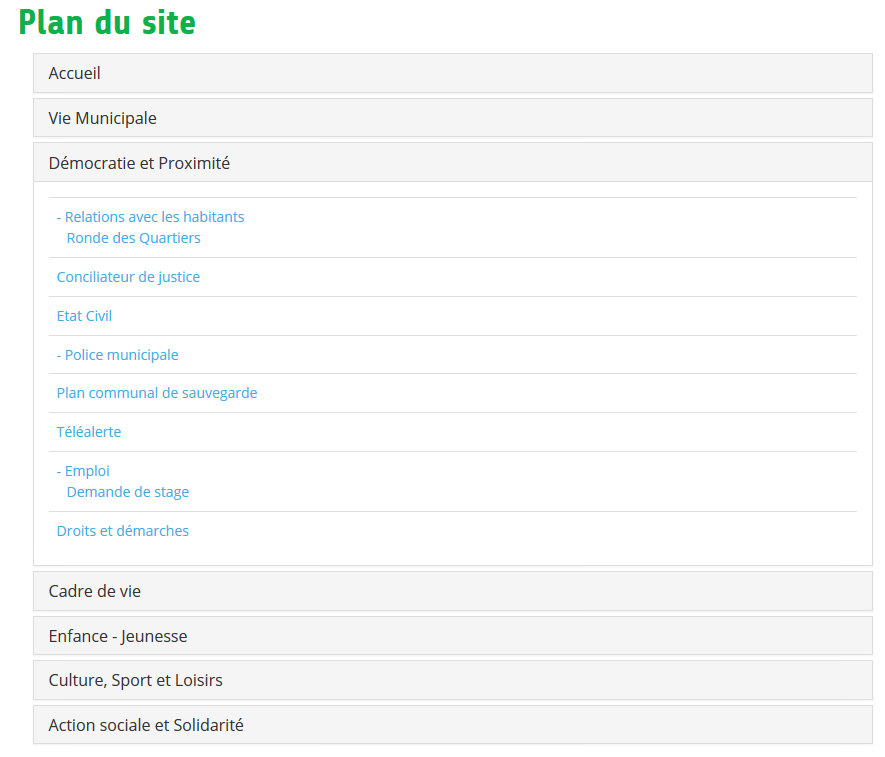 Plan du site
Accueil
Vie Municipale
Démocratie et Proximité
- Relations avec les habitants
Ronde des Quartiers
Conciliateur de justice
Etat Civil
- Police municipale
Plan communal de sauvegarde
Téléalerte
- Emploi
Demande de stage
Droits et démarches
Cadre de vie
Enfance - Jeunesse
Culture, Sport et Loisirs
Action sociale et Solidarité